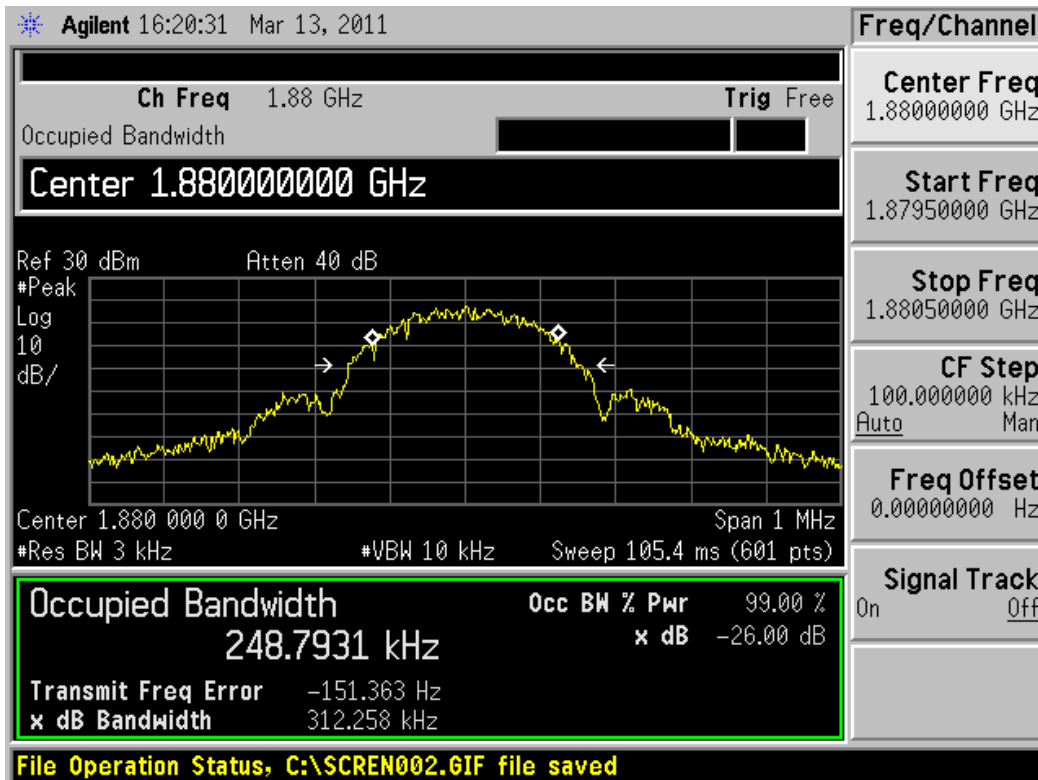 Agilent 16:20:31 Mar 13, 2011
Freq/Channel
Ch Freq 1.88 GHz Trig Free
Occupied Bandwidth
Center 1.880000000 GHz
Ref 30 dBm Atten 40 dB
#Peak
Log
10
dB/
Center 1.880 000 0 GHz Span 1 MHz
#Res BW 3 kHz #VBW 10 kHz Sweep 105.4 ms (601 pts)
Occupied Bandwidth
248.7931 kHz
Occ BW % Pwr 99.00 %
x dB -26.00 dB
Transmit Freq Error -151.363 Hz
x dB Bandwidth 312.258 kHz
File Operation Status, C:\SCREN002.GIF file saved
Center Freq
1.88000000 GHz
Start Freq
1.87950000 GHz
Stop Freq
1.88050000 GHz
CF Step
100.000000 kHz
Auto Man
Freq Offset
0.00000000 Hz
Signal Track
On Off